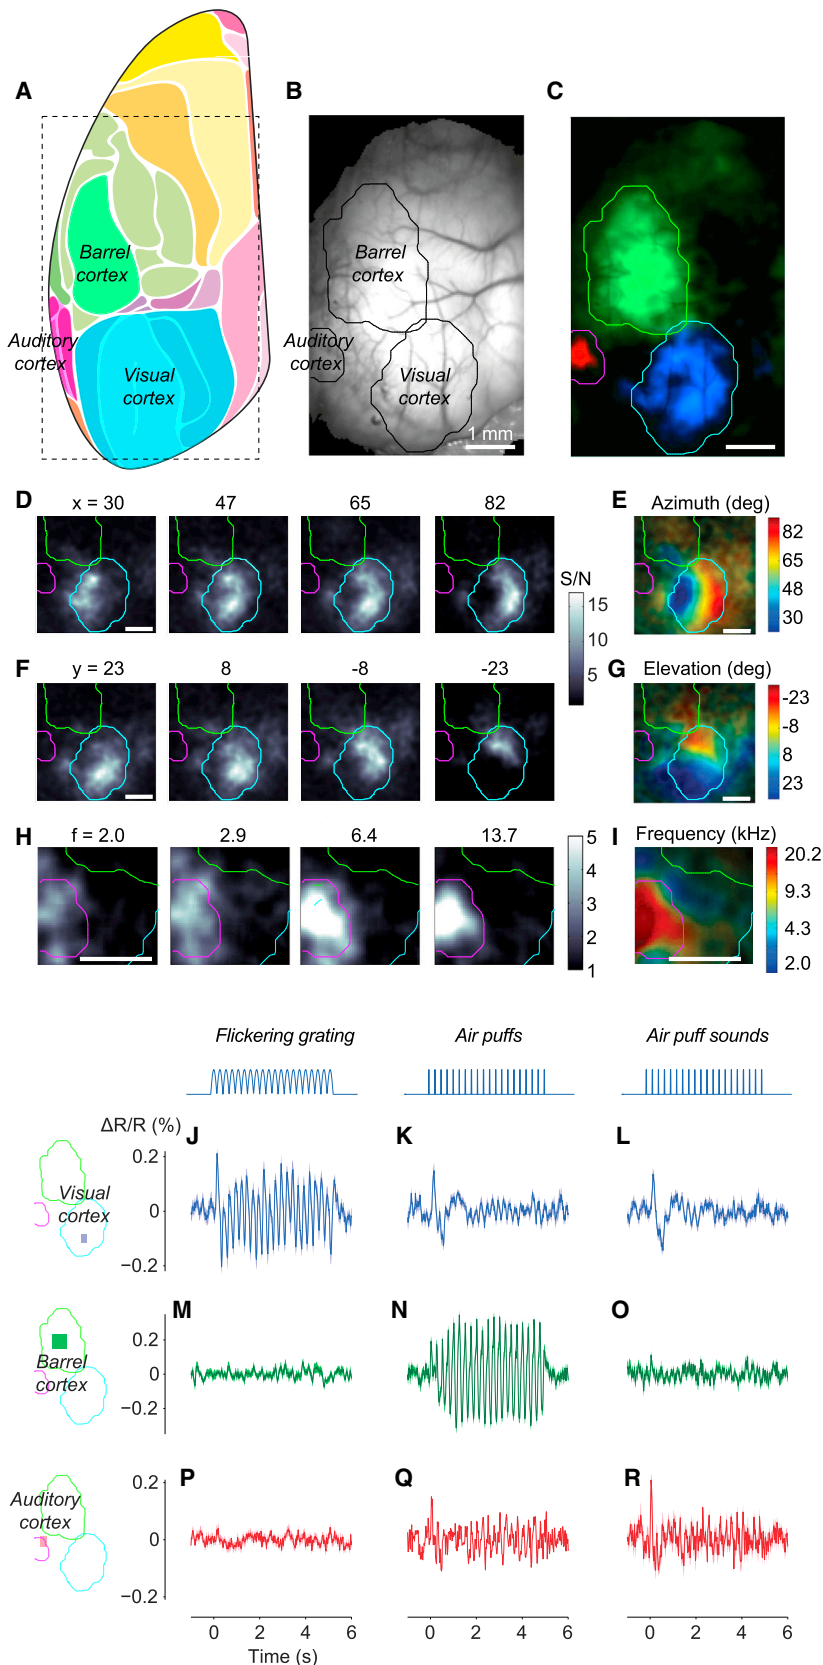 A
B
C
Barrel
cortex
Auditory
cortex
Visual
cortex
Barrel
cortex
Auditory
cortex
Visual
cortex
1 mm
D
x = 30
47
65
82
E
Azimuth (deg)
82
65
48
30
S/N
15
10
5
F
y = 23
8
-8
-23
G
Elevation (deg)
-23
-8
8
23
H
f = 2.0
2.9
6.4
13.7
5
4
3
2
1
I
Frequency (kHz)
20.2
9.3
4.3
2.0
Flickering grating
Air puffs
Air puff sounds
ΔR/R (%)
J
K
L
Visual
cortex
0.2
0
−0.2
M
N
O
Barrel
cortex
0.2
0
−0.2
P
Q
R
Auditory
cortex
0.2
0
−0.2
0 2 4 6
0 2 4 6
0 2 4 6
Time (s)